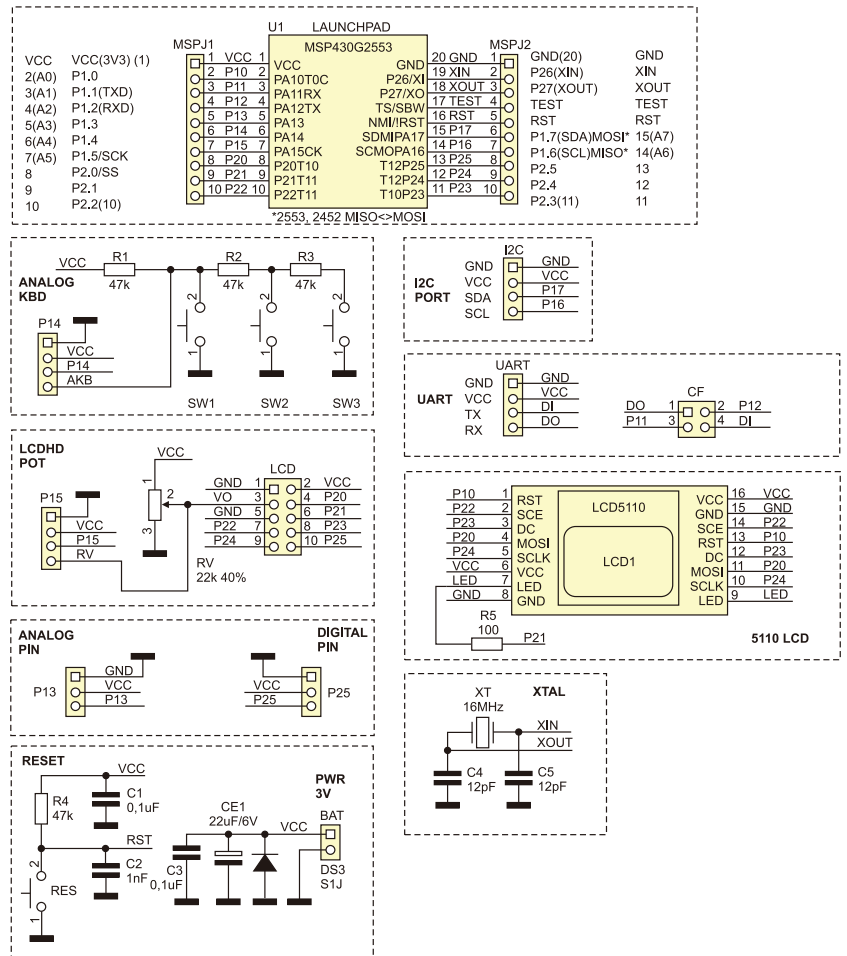 U1 LAUNCHPAD
MSP430G2553
MSPJ1
MSPJ2
VCC VCC(3V3) (1)
2(A0) P1.0
3(A1) P1.1(TXD)
4(A2) P1.2(RXD)
5(A3) P1.3
6(A4) P1.4
7(A5) P1.5/SCK
8 P2.0/SS
9 P2.1
10 P2.2(10)
1 VCC 1
2 P10 2
3 P11 3
4 P12 4
5 P13 5
6 P14 6
7 P15 7
8 P20 8
9 P21 9
10 P22 10
VCC GND
PA10T0C P26/XI
PA11RX P27/XO
PA12TX TS/SBW
PA13 NMI/!RST
PA14 SDMIPA17
PA15CK SCMOPA16
P20T10 T12P25
P21T11 T12P24
P22T11 T10P23
20 GND 1
19 XIN 2
18 XOUT 3
17 TEST 4
16 RST 5
15 P17 6
14 P16 7
13 P25 8
12 P24 9
11 P23 10
GND(20) GND
P26(XIN) XIN
P27(XOUT) XOUT
TEST TEST
RST RST
P1.7(SDA)MOSI* 15(A7)
P1.6(SCL)MISO* 14(A6)
P2.5 13
P2.4 12
P2.3(11) 11
*2553, 2452 MISO<>MOSI
ANALOG
KBD
VCC
R1
47k
R2
47k
R3
47k
P14
VCC
P14
AKB
2
1
2
1
2
1
SW1 SW2 SW3
I2C
PORT
I2C
GND GND
VCC VCC
SDA P17
SCL P16
UART
UART
GND GND
VCC VCC
TX DI
RX DO
CF
DO 1 2 P12
P11 3 4 DI
LCDHD
POT
P15
VCC
P15
RV
VCC
1
2
3
RV
22k 40%
LCD
GND 1 2 VCC
VO 3 4 P20
GND 5 6 P21
P22 7 8 P23
P24 9 10 P25
P10 1 RST
P22 2 SCE
P23 3 DC
P20 4 MOSI
P24 5 SCLK
VCC 6 VCC
LED 7 LED
GND 8 GND
LCD5110
LCD1
VCC 16 VCC
GND 15 GND
SCE 14 P22
RST 13 P10
DC 12 P23
MOSI 11 P20
SCLK 10 P24
LED 9 LED
R5
100
P21
5110 LCD
ANALOG
PIN
P13
GND
VCC
P13
DIGITAL
PIN
VCC
P25
P25
XT
16MHz
XTAL
XIN
XOUT
C4
12pF
C5
12pF
RESET
VCC
R4
47k
C1
0,1uF
RST
C2
1nF
2
1
RES
PWR
3V
CE1
22uF/6V
VCC
BAT
C3
0,1uF
DS3
S1J